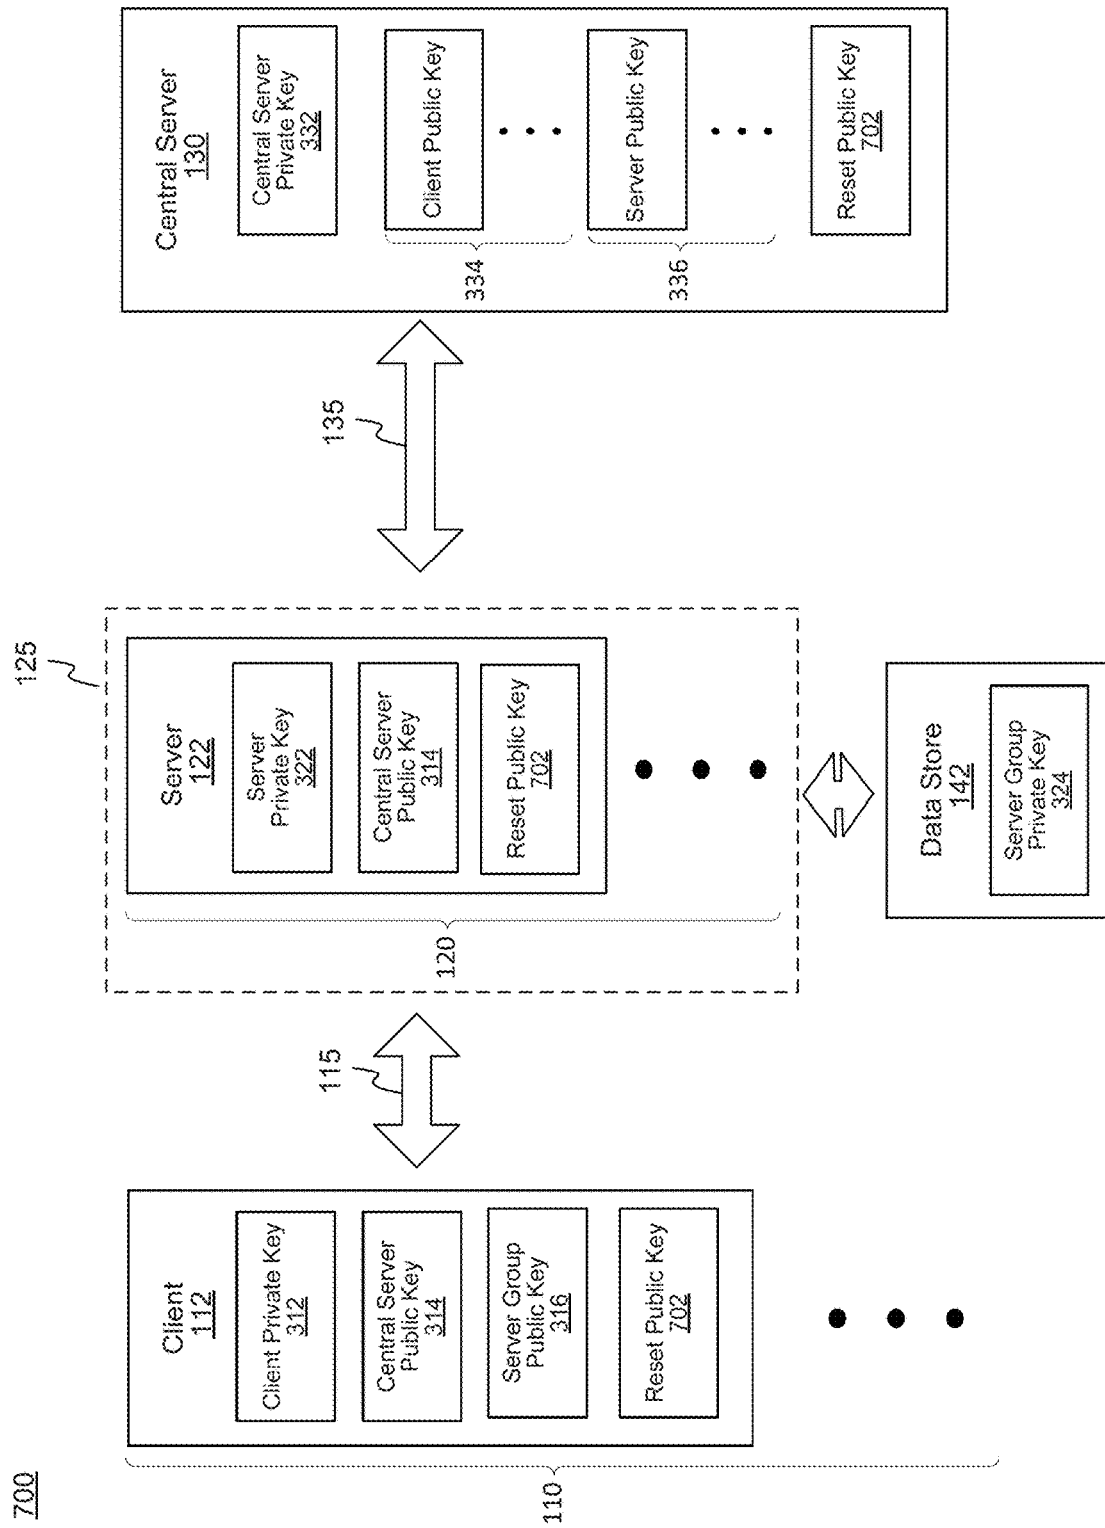 700
110
Client
112
Client Private Key
312
Central Server
Public Key
314
Server Group
Public Key
316
Reset Public Key
702
115
125
120
Server
122
Server
Private Key
322
Central Server
Public Key
314
Reset Public Key
702
Data Store
142
Server Group
Private Key
324
135
Central Server
130
Central Server
Private Key
332
334
Client Public Key
336
Server Public Key
Reset Public Key
702